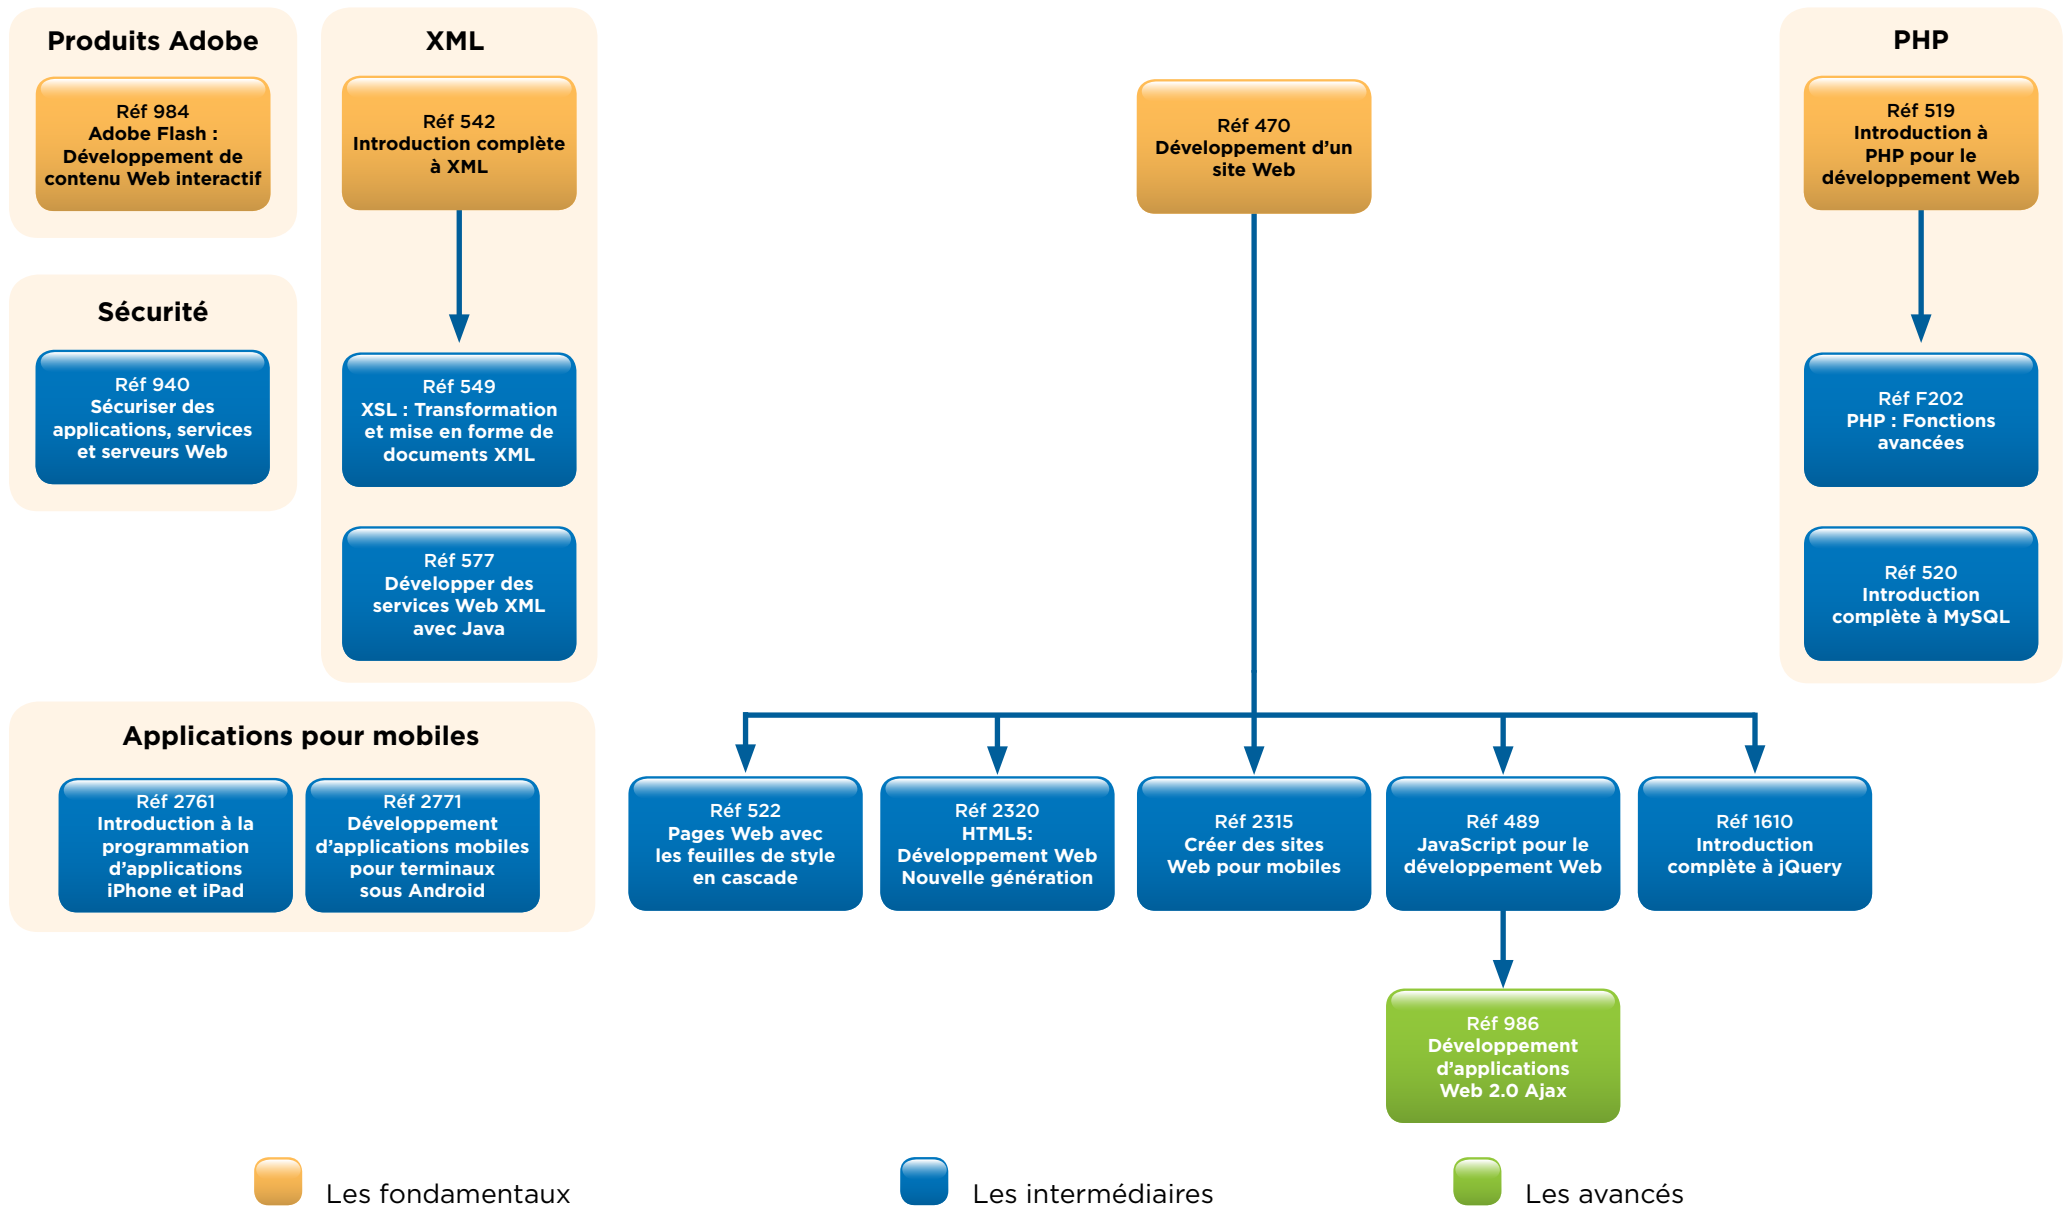 Produits Adobe
Réf 984
Adobe Flash :
Développement de
contenu Web interactif
Sécurité
Réf 940
Sécuriser des
applications, services
et serveurs Web
XML
Réf 542
Introduction complète
à XML
Réf 549
XSL : Transformation
et mise en forme de
documents XML
Réf 577
Développer des
services Web XML
avec Java
Réf 470
Développement d’un
site Web
PHP
Réf 519
Introduction à
PHP pour le
développement Web
Réf F202
PHP : Fonctions
avancées
Réf 520
Introduction
complète à MySQL
Applications pour mobiles
Réf 2761
Introduction à la
programmation
d’applications
iPhone et iPad
Réf 2771
Développement
d’applications mobiles
pour terminaux
sous Android
Réf 522
Pages Web avec
les feuilles de style
en cascade
Réf 2320
HTML5:
Développement Web
Nouvelle génération
Réf 2315
Créer des sites
Web pour mobiles
Réf 489
JavaScript pour le
développement Web
Réf 1610
Introduction
complète à jQuery
Réf 986
Développement
d’applications
Web 2.0 Ajax
Les fondamentaux
Les intermédiaires
Les avancés